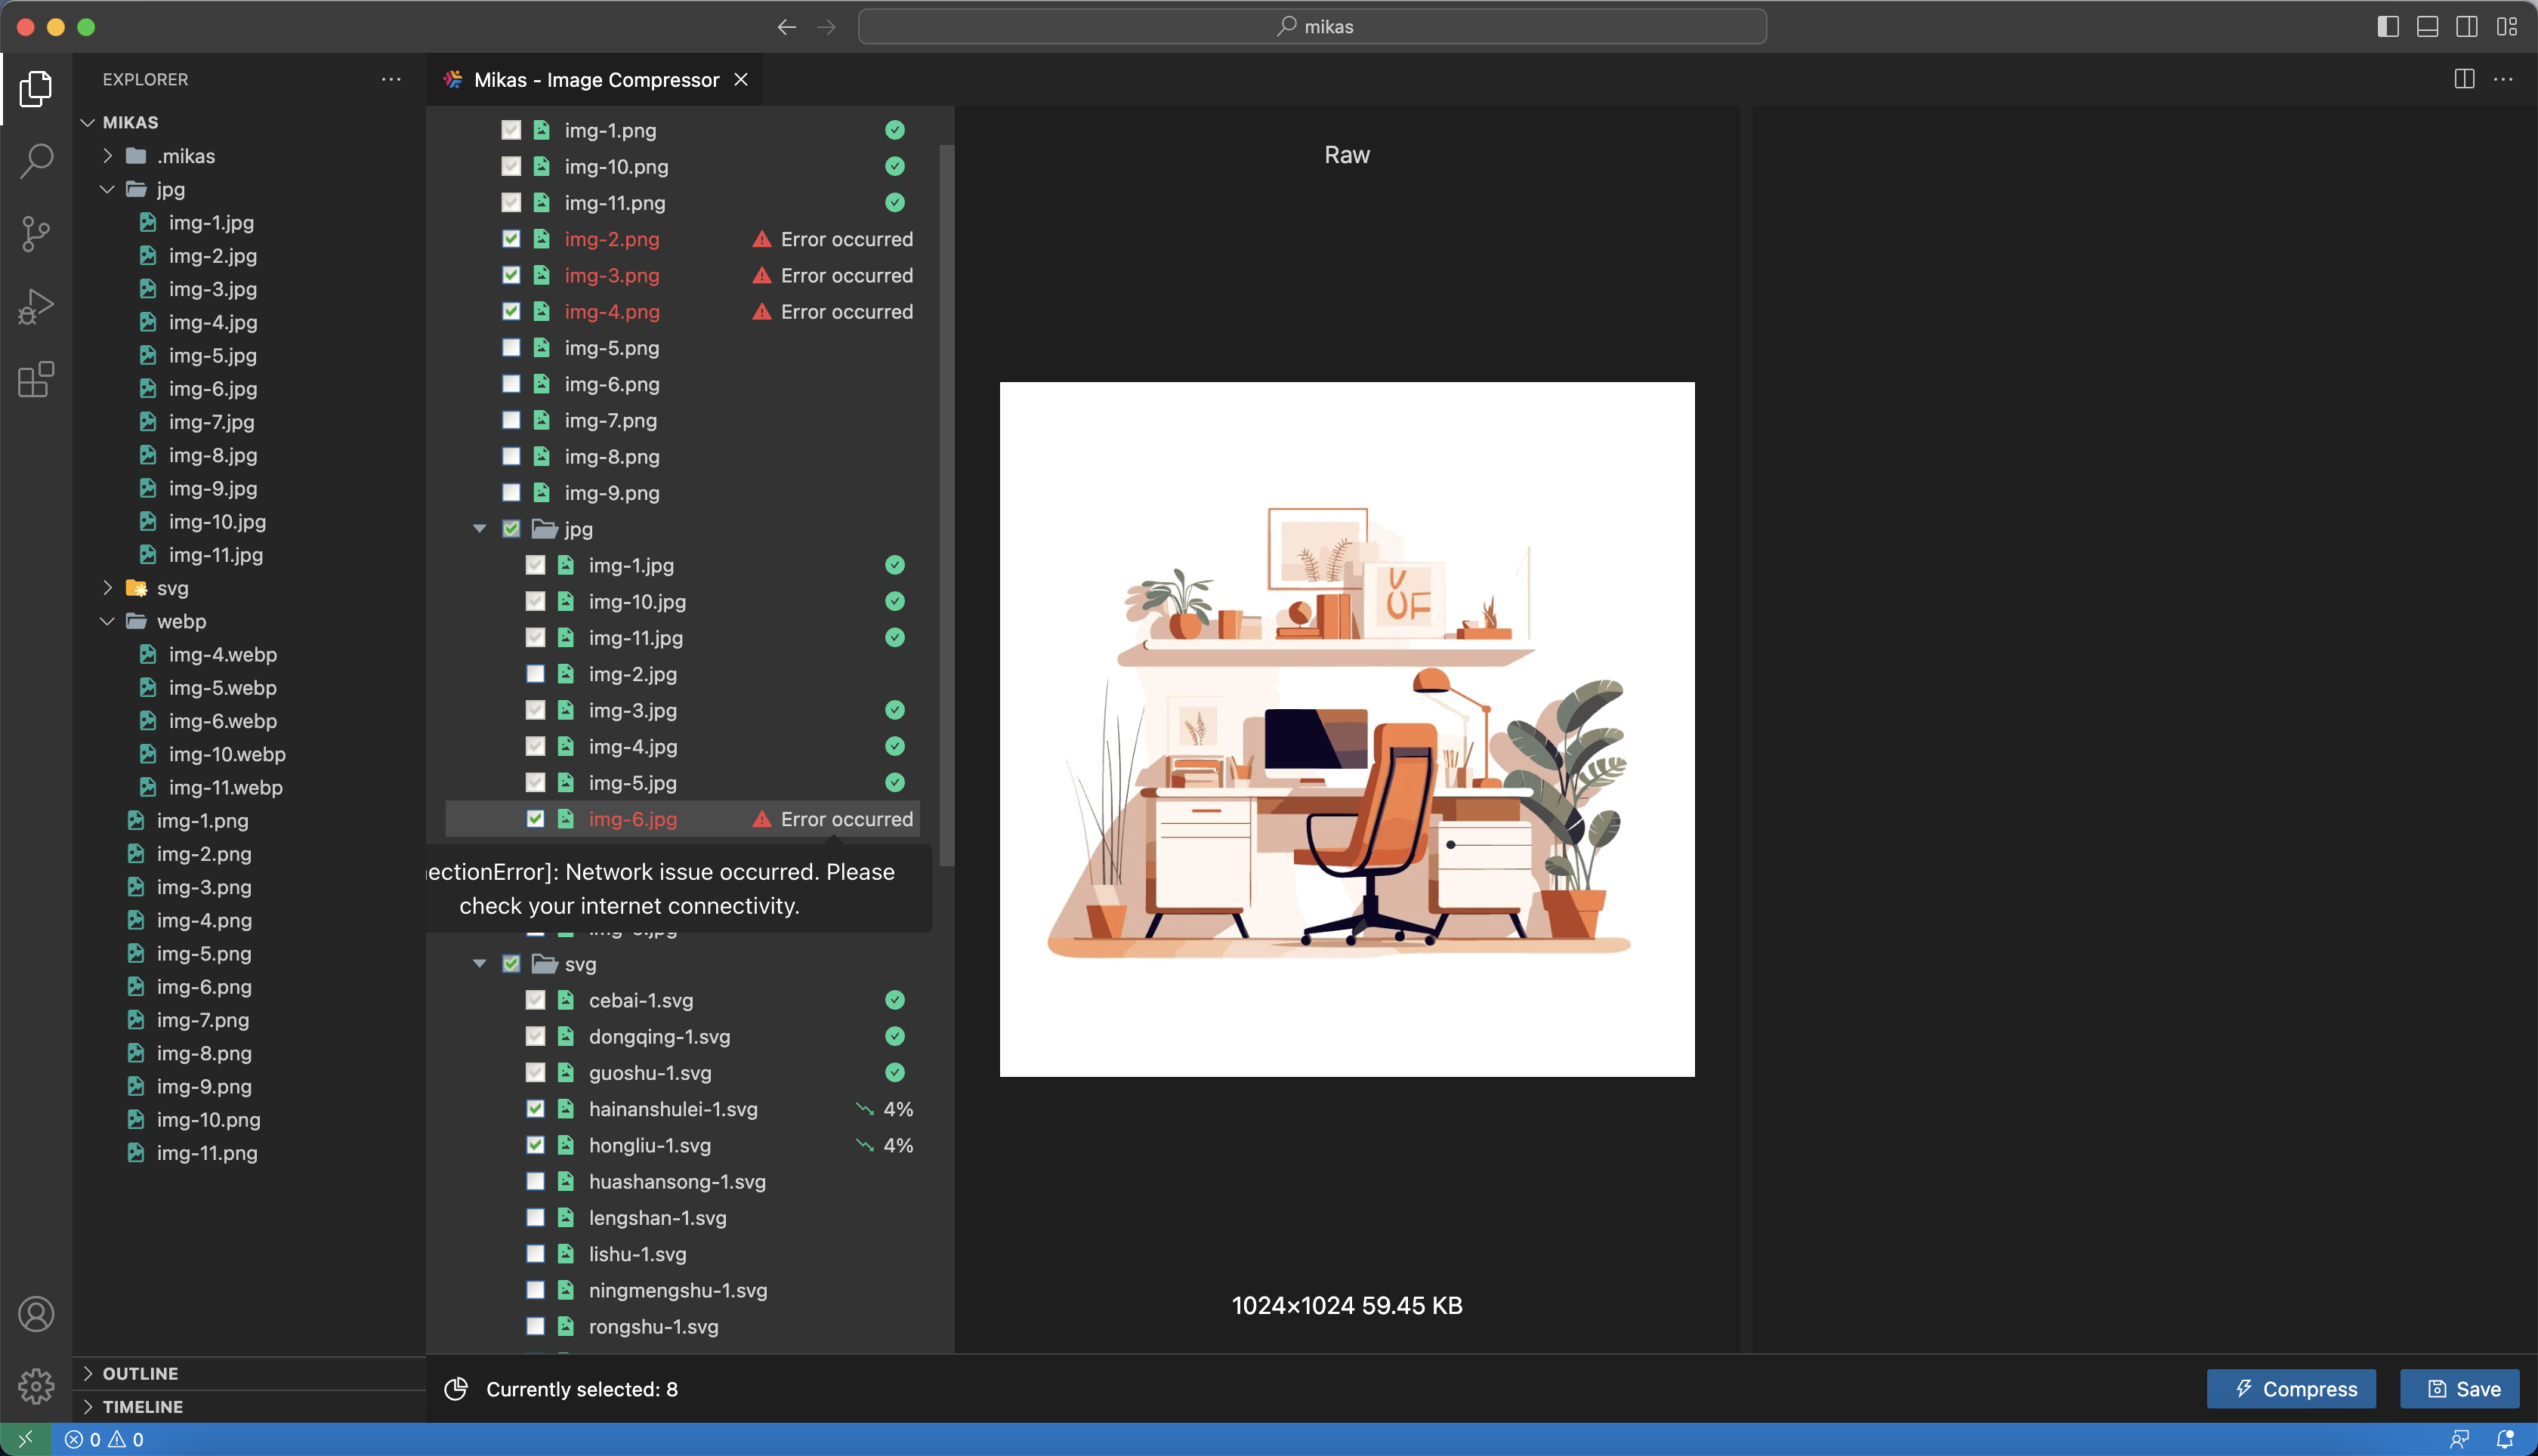 mikas
EXPLORER
MIKAS
.mikas
jpg
img-1.jpg
img-2.jpg
img-3.jpg
img-4.jpg
img-5.jpg
img-6.jpg
img-7.jpg
img-8.jpg
img-9.jpg
img-10.jpg
img-11.jpg
svg
webp
img-4.webp
img-5.webp
img-6.webp
img-10.webp
img-11.webp
img-1.png
img-2.png
img-3.png
img-4.png
img-5.png
img-6.png
img-7.png
img-8.png
img-9.png
img-10.png
img-11.png
OUTLINE
TIMELINE
Mikas - Image Compressor
img-1.png
img-10.png
img-11.png
img-2.png Error occurred
img-3.png Error occurred
img-4.png Error occurred
img-5.png
img-6.png
img-7.png
img-8.png
img-9.png
jpg
img-1.jpg
img-10.jpg
img-11.jpg
img-2.jpg
img-3.jpg
img-4.jpg
img-5.jpg
img-6.jpg Error occurred
ectionError]: Network issue occurred. Please
check your internet connectivity.
svg
cebai-1.svg
dongqing-1.svg
guoshu-1.svg
hainanshulei-1.svg 4%
hongliu-1.svg 4%
huashansong-1.svg
lengshan-1.svg
lishu-1.svg
ningmengshu-1.svg
rongshu-1.svg
Raw
1024×1024 59.45 KB
Currently selected: 8
Compress
Save
0 0